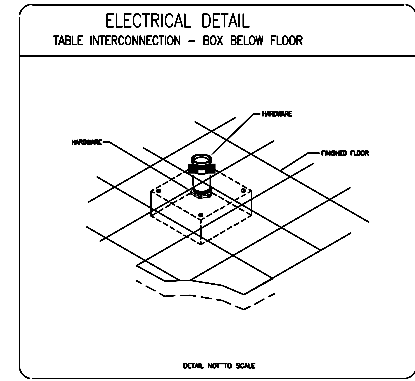 ELECTRICAL DETAIL
TABLE INTERCONNECTION - BOX BELOW FLOOR
HARDWARE
HARDWARE
FINISHED FLOOR
DETAIL NOT TO SCALE